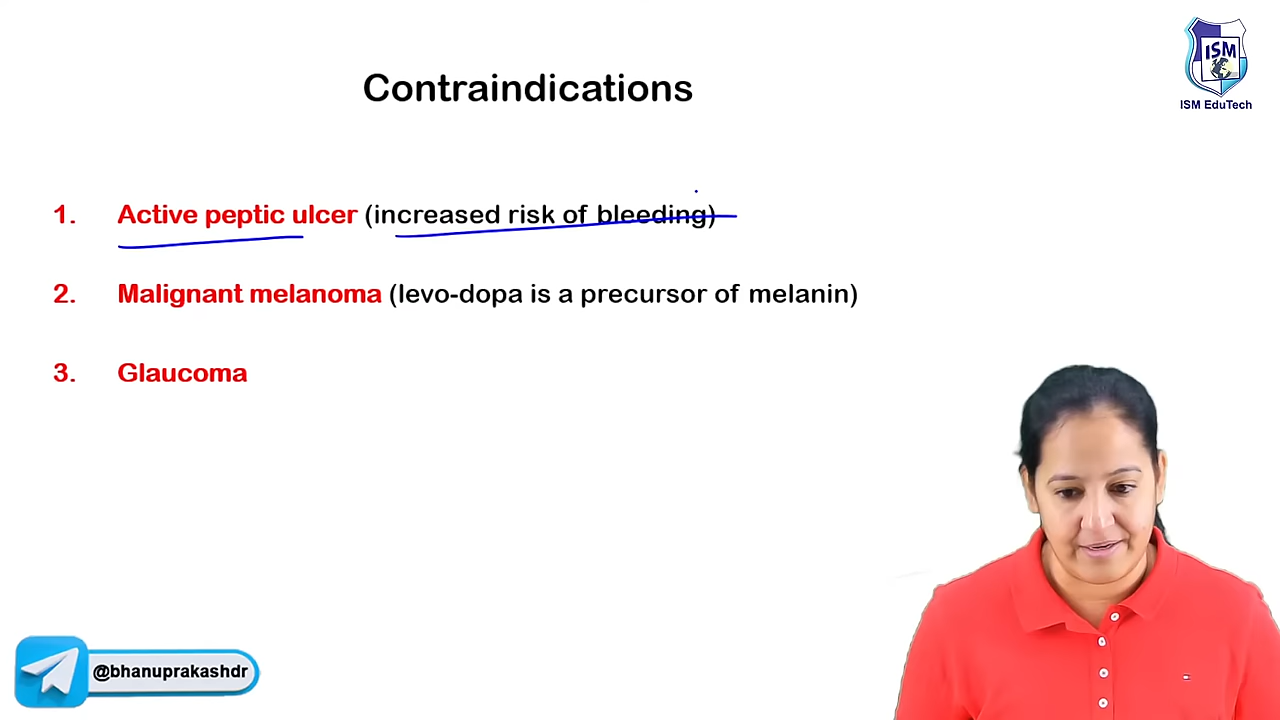 ISM
ISM EduTech
Contraindications
1. Active peptic ulcer (increased risk of bleeding)
2. Malignant melanoma (levo-dopa is a precursor of melanin)
3. Glaucoma
@bhanuprakashdr